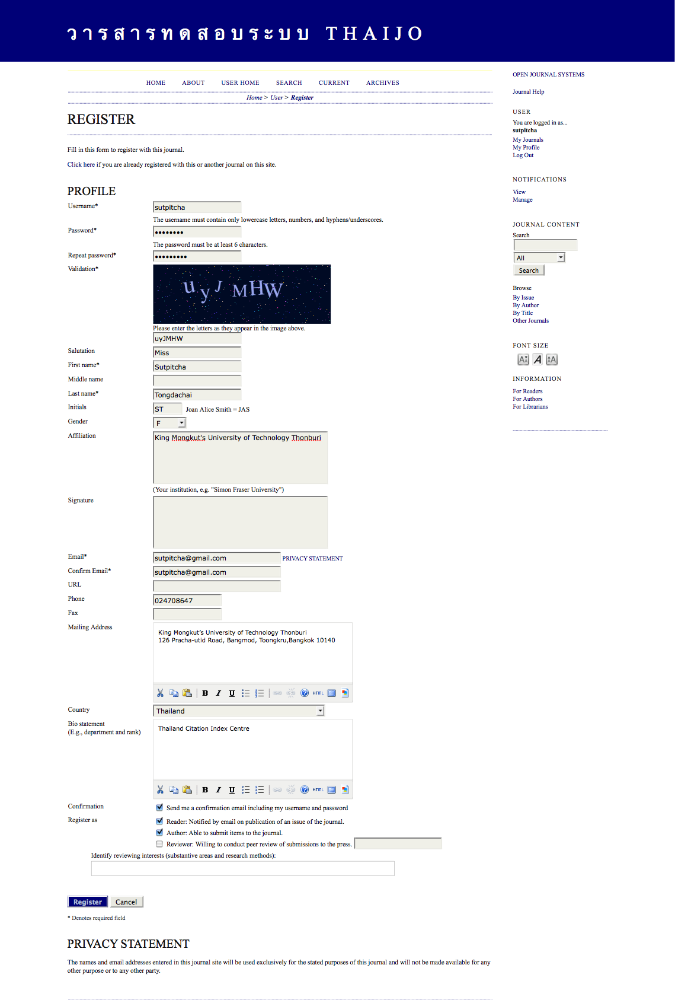 วารสารทดสอบระบบ THAIJO
HOME ABOUT USER HOME SEARCH CURRENT ARCHIVES
Home > User > Register
REGISTER
Fill in this form to register with this journal.
Click here if you are already registered with this or another journal on this site.
PROFILE
Username* sutpitcha
The username must contain only lowercase letters, numbers, and hyphens/underscores.
Password* ••••••••
The password must be at least 6 characters.
Repeat password* •••••••••
Validation* uyJ MHW
Please enter the letters as they appear in the image above.
uyJMHW
Salutation Miss
First name* Sutpitcha
Middle name
Last name* Tongdachai
Initials ST Joan Alice Smith = JAS
Gender F
Affiliation King Mongkut's University of Technology Thonburi
(Your institution, e.g. "Simon Fraser University")
Signature
Email* sutpitcha@gmail.com PRIVACY STATEMENT
Confirm Email* sutpitcha@gmail.com
URL
Phone 024708647
Fax
Mailing Address King Mongkut’s University of Technology Thonburi
126 Pracha-utid Road, Bangmod, Toongkru,Bangkok 10140
B I U HTML
Country Thailand
Bio statement
(E.g., department and rank) Thailand Citation Index Centre
B I U HTML
Confirmation Send me a confirmation email including my username and password
Register as Reader: Notified by email on publication of an issue of the journal.
Author: Able to submit items to the journal.
Reviewer: Willing to conduct peer review of submissions to the press.
Identify reviewing interests (substantive areas and research methods):
Register Cancel
* Denotes required field
PRIVACY STATEMENT
The names and email addresses entered in this journal site will be used exclusively for the stated purposes of this journal and will not be made available for any
other purpose or to any other party.
OPEN JOURNAL SYSTEMS
Journal Help
USER
You are logged in as...
sutpitcha
My Journals
My Profile
Log Out
NOTIFICATIONS
View
Manage
JOURNAL CONTENT
Search
All
Search
Browse
By Issue
By Author
By Title
Other Journals
FONT SIZE
INFORMATION
For Readers
For Authors
For Librarians